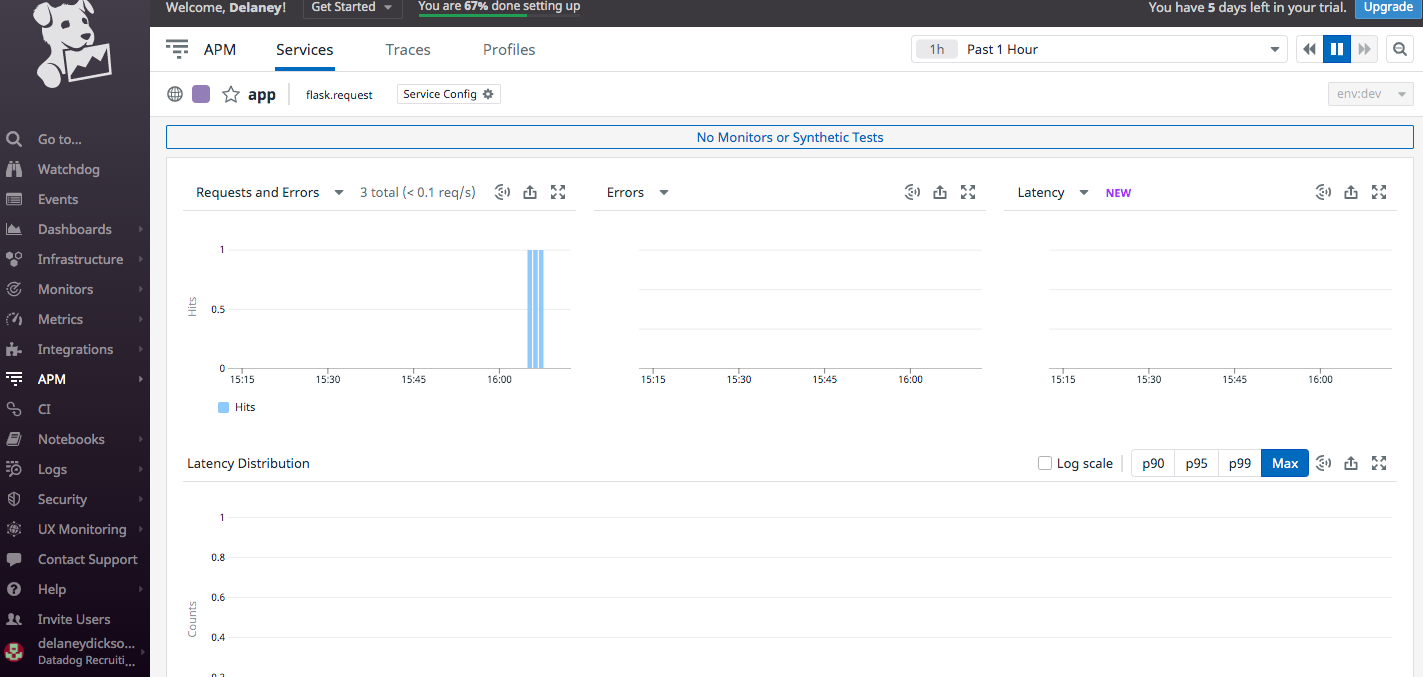 Welcome, Delaney!
Get Started
You are 67% done setting up
You have 5 days left in your trial.
Upgrade
APM
Services
Traces
Profiles
1h
Past 1 Hour
app
flask.request
Service Config
env:dev
No Monitors or Synthetic Tests
Go to...
Watchdog
Events
Dashboards
Infrastructure
Monitors
Metrics
Integrations
APM
CI
Notebooks
Logs
Security
UX Monitoring
Contact Support
Help
Invite Users
delaneydickso...
Datadog Recruiti...
Requests and Errors
3 total (< 0.1 req/s)
Hits
1
0.5
0
15:15
15:30
15:45
16:00
Hits
Errors
15:15
15:30
15:45
16:00
Latency
NEW
15:15
15:30
15:45
16:00
Latency Distribution
Log scale
p90
p95
p99
Max
Counts
1
0.8
0.6
0.4